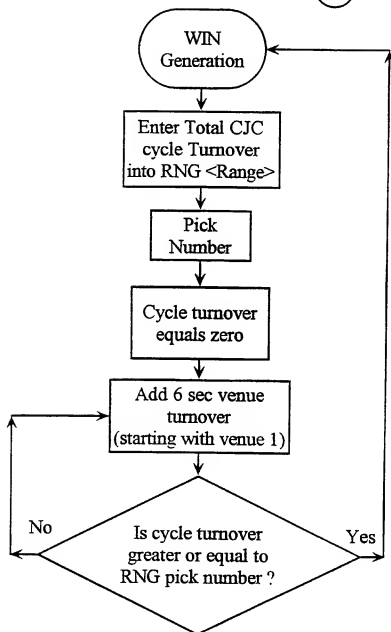 WIN
Generation
Enter Total CJC
cycle Turnover
into RNG <Range>
Pick
Number
Cycle turnover
equals zero
Add 6 sec venue
turnover
(starting with venue 1)
No
Is cycle turnover
greater or equal to
RNG pick number ?
Yes